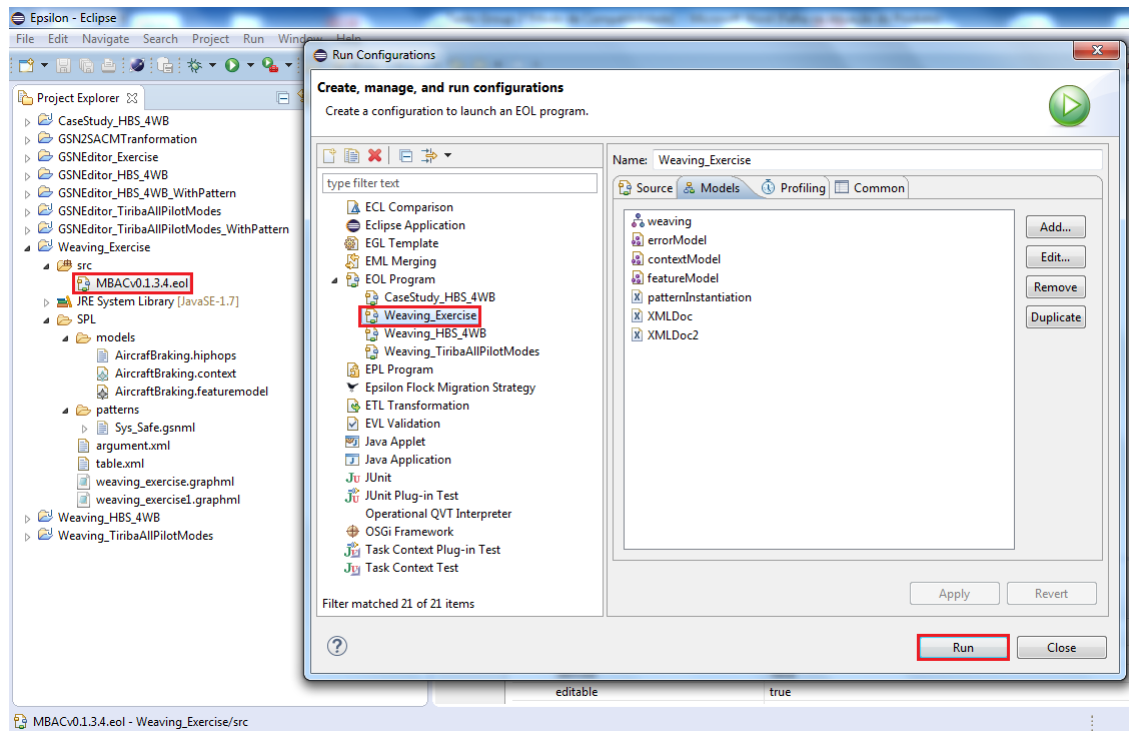 Epsilon - Eclipse
File Edit Navigate Search Project Run Window Help
Project Explorer
CaseStudy_HBS_4WB
GSN2SACMTranformation
GSNEditor_Exercise
GSNEditor_HBS_4WB
GSNEditor_HBS_4WB_WithPattern
GSNEditor_TiribaAllPilotModes
GSNEditor_TiribaAllPilotModes_WithPattern
Weaving_Exercise
src
MBACv0.1.3.4.eol
JRE System Library [JavaSE-1.7]
SPL
models
AircrafBraking.hiphops
AircraftBraking.context
AircraftBraking.featuremodel
patterns
Sys_Safe.gsnml
argument.xml
table.xml
weaving_exercise.graphml
weaving_exercise1.graphml
Weaving_HBS_4WB
Weaving_TiribaAllPilotModes
Run Configurations
Create, manage, and run configurations
Create a configuration to launch an EOL program.
type filter text
ECL Comparison
Eclipse Application
EGL Template
EML Merging
EOL Program
CaseStudy_HBS_4WB
Weaving_Exercise
Weaving_HBS_4WB
Weaving_TiribaAllPilotModes
EPL Program
Epsilon Flock Migration Strategy
ETL Transformation
EVL Validation
Java Applet
Java Application
JUnit
JUnit Plug-in Test
Operational QVT Interpreter
OSGi Framework
Task Context Plug-in Test
Task Context Test
Filter matched 21 of 21 items
Name: Weaving_Exercise
Source Models Profiling Common
weaving
errorModel
contextModel
featureModel
patternInstantiation
XMLDoc
XMLDoc2
Add...
Edit...
Remove
Duplicate
Apply Revert
Run Close
editable true
MBACv0.1.3.4.eol - Weaving_Exercise/src